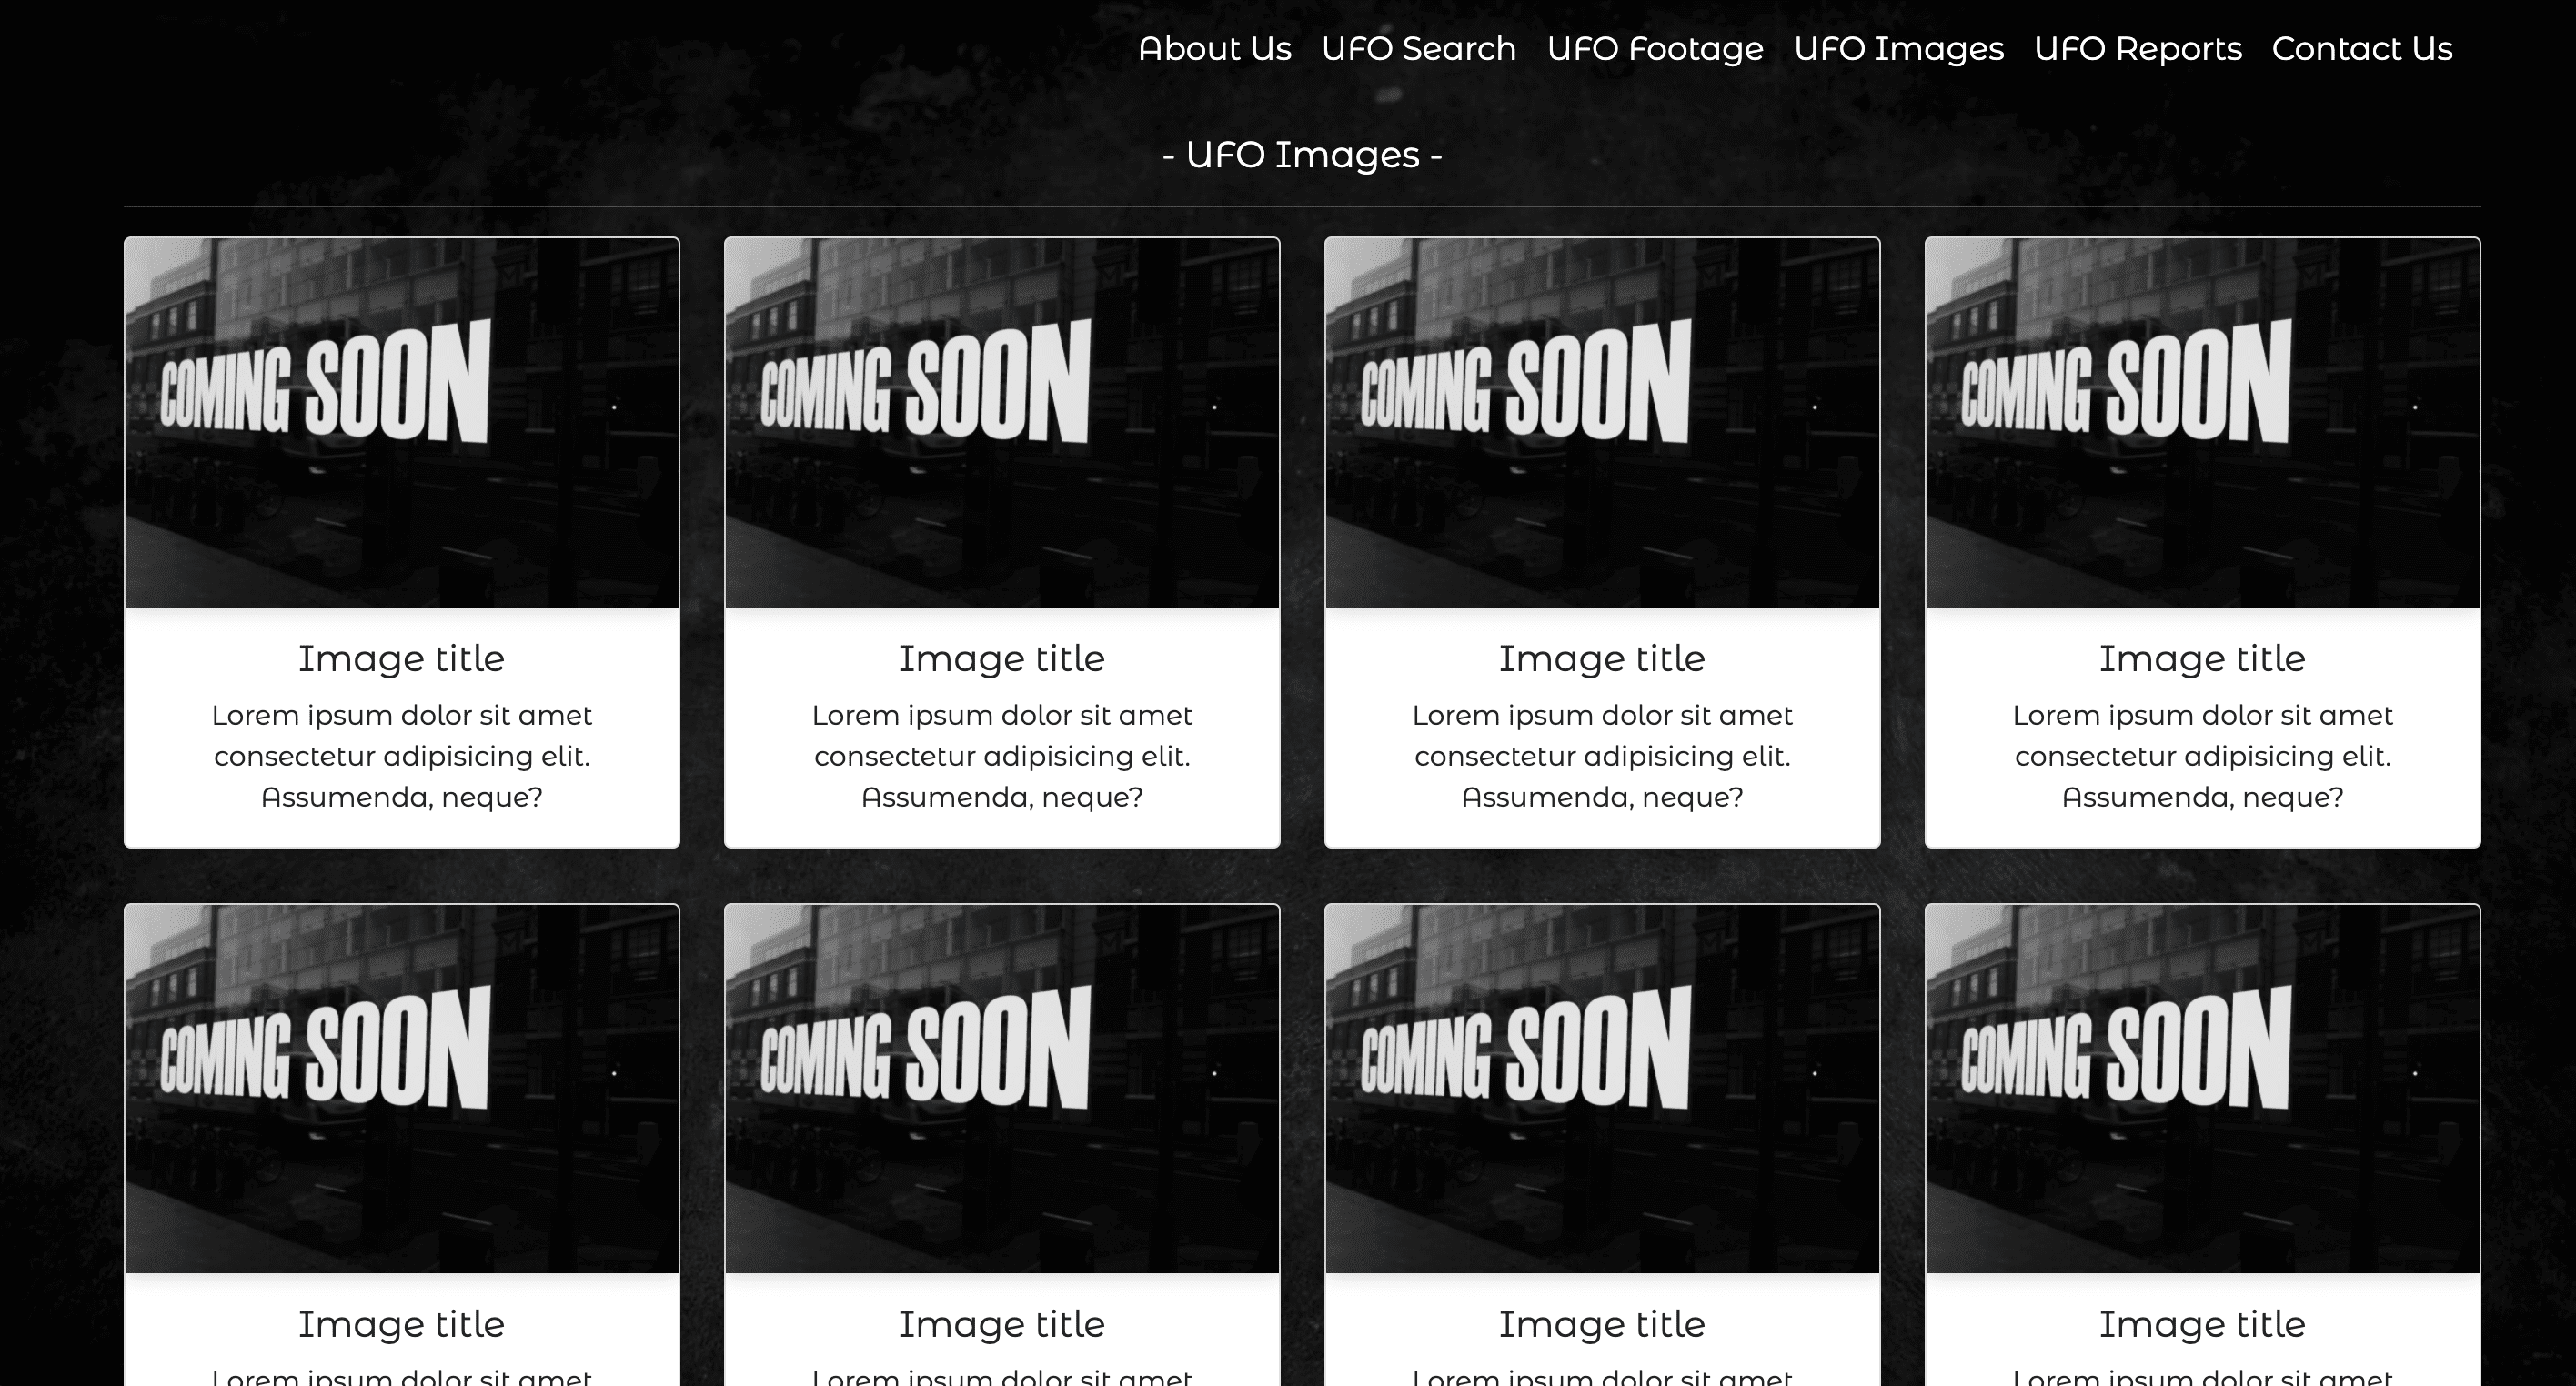 About Us UFO Search UFO Footage UFO Images UFO Reports Contact Us
- UFO Images -
COMING SOON COMING SOON COMING SOON COMING SOON
Image title Image title Image title Image title
Lorem ipsum dolor sit amet Lorem ipsum dolor sit amet Lorem ipsum dolor sit amet Lorem ipsum dolor sit amet
consectetur adipisicing elit. consectetur adipisicing elit. consectetur adipisicing elit. consectetur adipisicing elit.
Assumenda, neque? Assumenda, neque? Assumenda, neque? Assumenda, neque?
COMING SOON COMING SOON COMING SOON COMING SOON
Image title Image title Image title Image title
Lorem ipsum dolor sit amet Lorem ipsum dolor sit amet Lorem ipsum dolor sit amet Lorem ipsum dolor sit amet